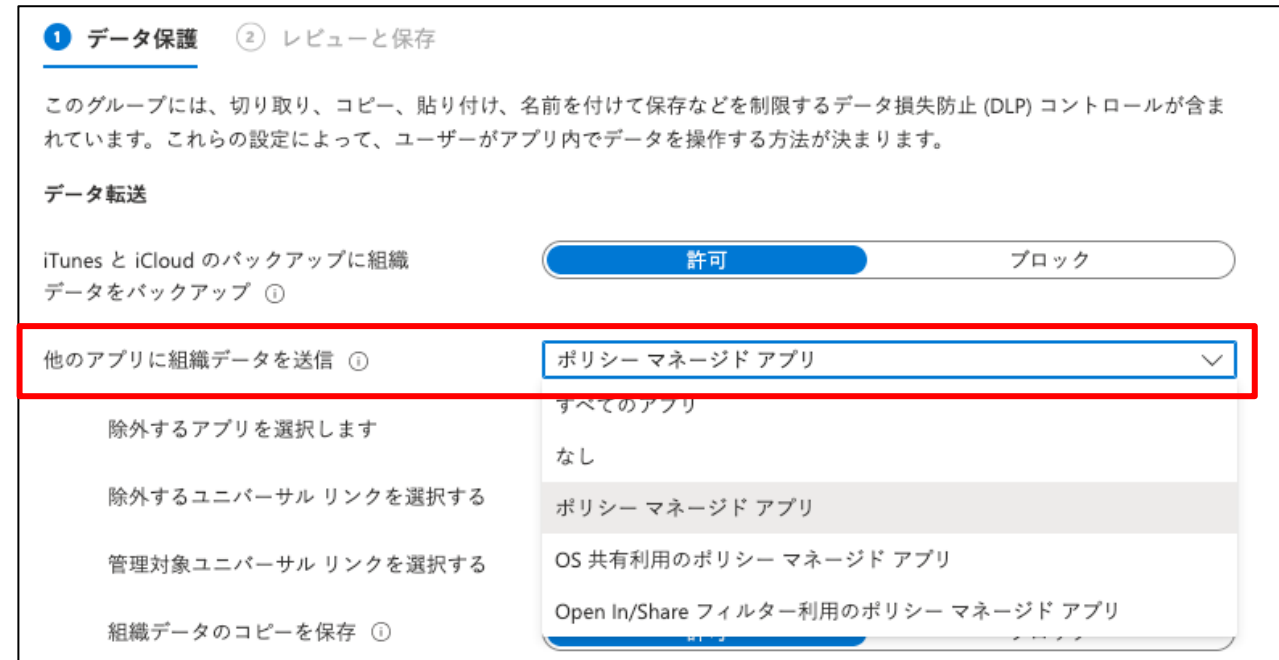 1 データ保護 2 レビューと保存
このグループには、切り取り、コピー、貼り付け、名前を付けて保存などを制限するデータ損失防止 (DLP) コントロールが含ま
れています。これらの設定によって、ユーザーがアプリ内でデータを操作する方法が決まります。
データ転送
iTunes と iCloud のバックアップに組織
データをバックアップ
許可 ブロック
他のアプリに組織データを送信
ポリシー マネージド アプリ
すべてのアプリ
除外するアプリを選択します
なし
除外するユニバーサル リンクを選択する
ポリシー マネージド アプリ
管理対象ユニバーサル リンクを選択する
OS 共有利用のポリシー マネージド アプリ
Open In/Share フィルター利用のポリシー マネージド アプリ
組織データのコピーを保存